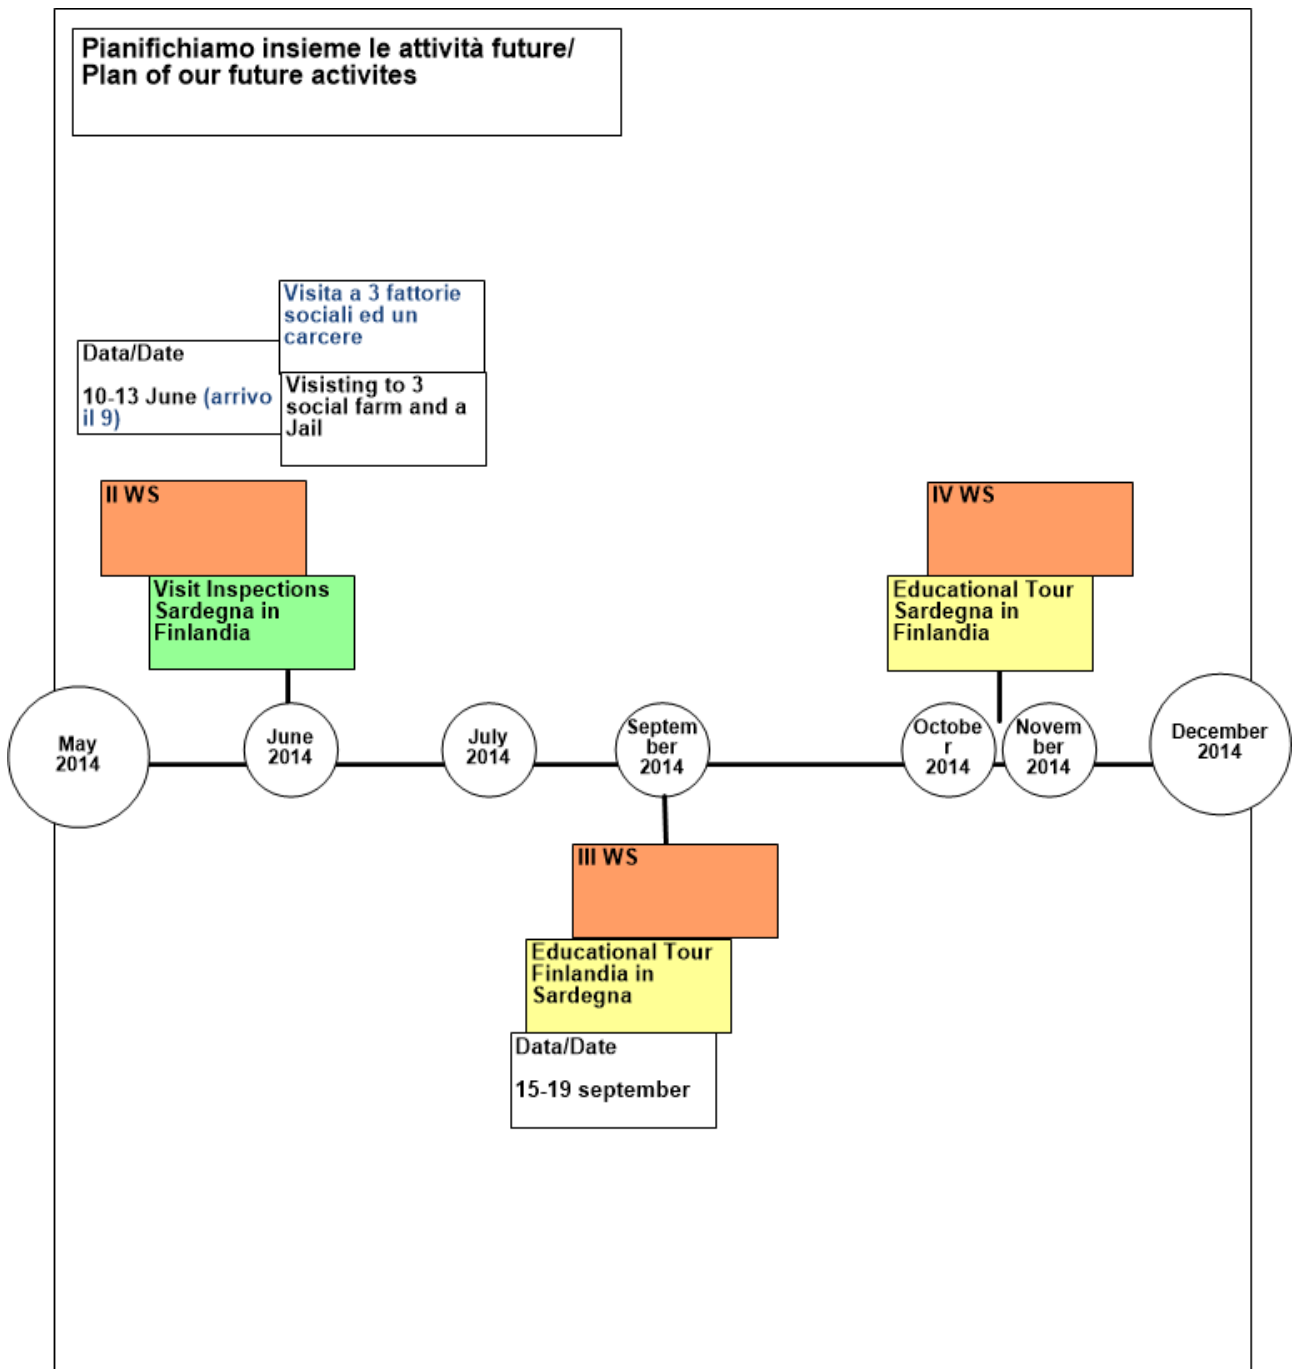 Pianifichiamo insieme le attività future/
Plan of our future activites
Visita a 3 fattorie
sociali ed un
carcere
Data/Date
10-13 June (arrivo
il 9)
Visisting to 3
social farm and a
Jail
II WS
Visit Inspections
Sardegna in
Finlandia
IV WS
Educational Tour
Sardegna in
Finlandia
May
2014
June
2014
July
2014
Septem
ber
2014
Octobe
r
2014
Novem
ber
2014
December
2014
III WS
Educational Tour
Finlandia in
Sardegna
Data/Date
15-19 september